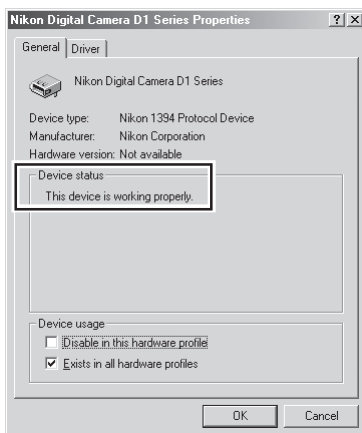 Nikon Digital Camera D1 Series Properties
General Driver
Nikon Digital Camera D1 Series
Device type: Nikon 1394 Protocol Device
Manufacturer: Nikon Corporation
Hardware version: Not available
Device status
This device is working properly.
Device usage
Disable in this hardware profile
Exists in all hardware profiles
OK Cancel